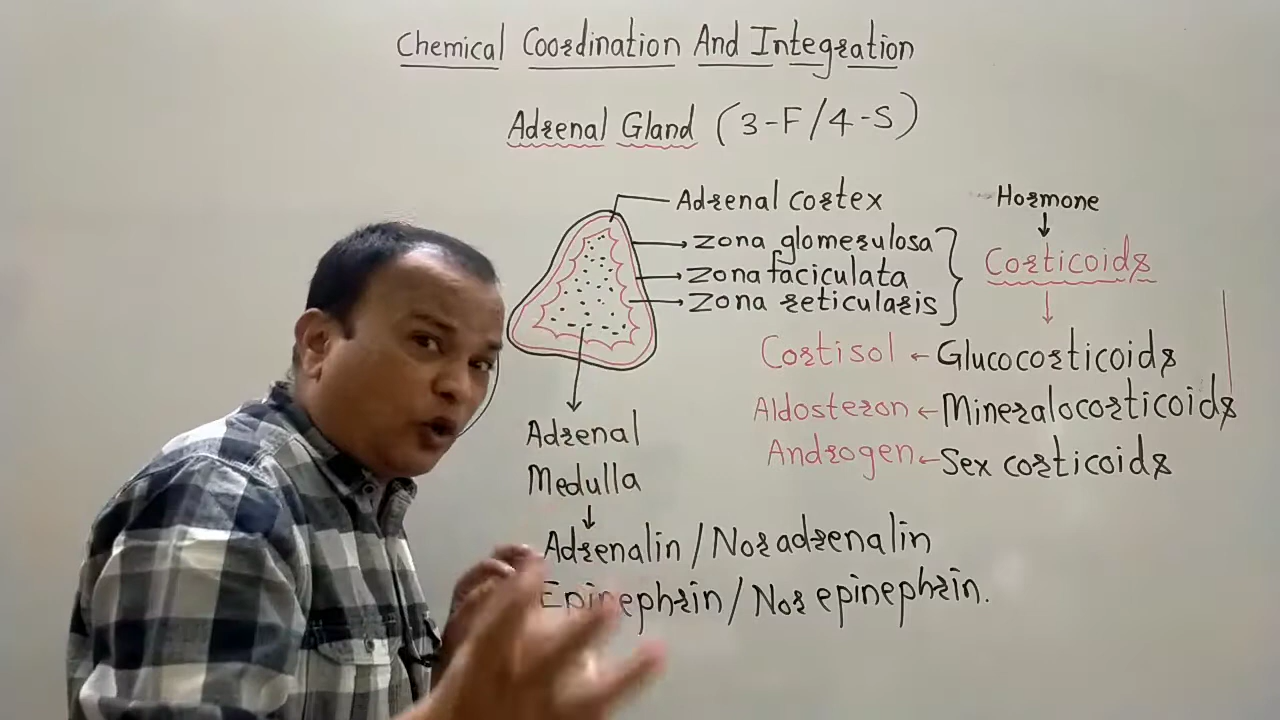 Chemical Coordination And Integration
Adrenal Gland (3-F/4-S)
Adrenal cortex
Hormone
Zona glomerulosa
Corticoids
Zona faciculata
Zona reticularis
Cortisol ← Glucocorticoids
Aldosteron ← Mineralocorticoids
Androgen ← Sex corticoids
Adrenal
Medulla
Adrenalin / Noradrenalin
Epinephrin / Norepinephrin.